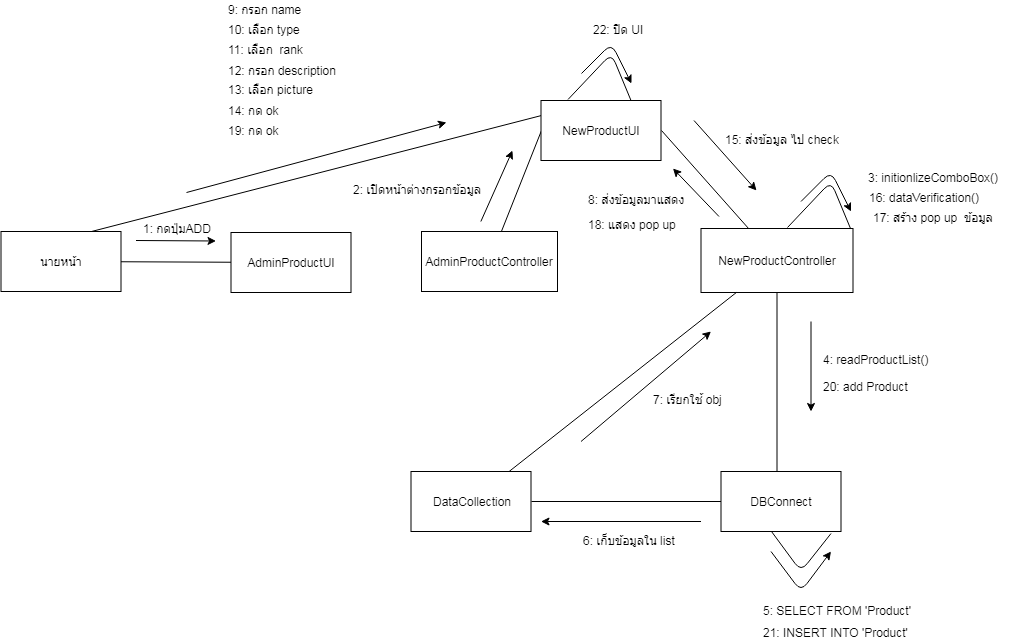 9: กรอก name
10: เลือก type
11: เลือก  rank
12: กรอก description
13: เลือก picture
14: กด ok
19: กด ok
22: ปิด UI
NewProductUI
15: ส่งข้อมูล ไป check
2: เปิดหน้าต่างกรอกข้อมูล
8: ส่งข้อมูลมาแสดง
18: แสดง pop up
3: initionlizeComboBox()
16: dataVerification()
17: สร้าง pop up  ข้อมูล
1: กดปุ่มADD
นายหน้า
AdminProductUI
AdminProductController
NewProductController
4: readProductList()
20: add Product
7: เรียกใช้ obj
DataCollection
DBConnect
6: เก็บข้อมูลใน list
5: SELECT FROM 'Product'
21: INSERT INTO 'Product'